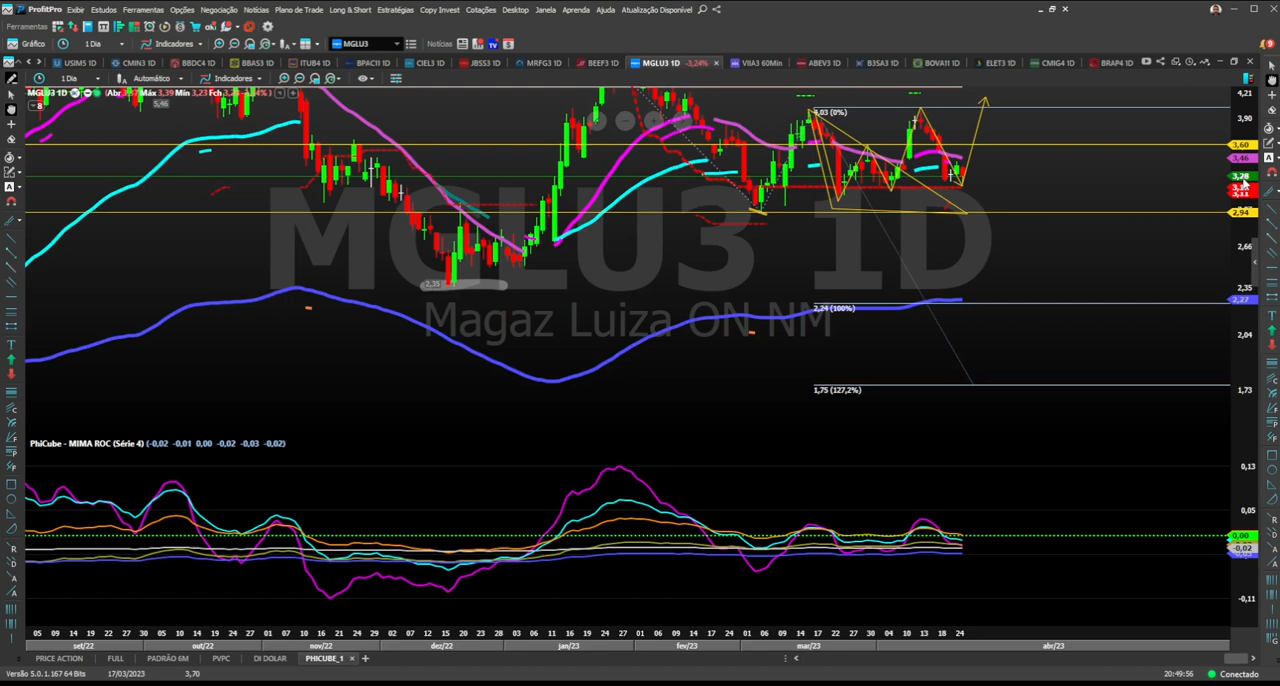 ProfitPro Exibir Estudos Ferramentas Opções Negociação Notícias Plano de Trade Long & Short Estratégias Copy Invest Cotações Desktop Janela Aprenda Ajuda Atualização Disponível
Ferramentas
Gráfico 1 Dia Indicadores MGLU3 Notícias
USIM5 1D CMIN3 1D BBDC4 1D BBAS3 1D ITUB4 1D BPAC11 1D CIEL3 1D JBSS3 1D MRFG3 1D BEEF3 1D MGLU3 1D -3,24% VIIA3 60Min ABEV3 1D B3SA3 1D BOVA11 1D ELET3 1D CMIG4 1D BRAP4 1D
1 Dia Automático Indicadores
MGLU3 1D
Máx 3,39 Mín 3,23
5,46
4,21
4,03 (0%)
3,90
3,60
3,46
3,28
3,11
2,94
MGLU3 1D
2,66
2,35
2,35
2,27
2,24 (100%)
Magaz Luiza ON NM
2,04
1,75 (127,2%)
1,73
PhiCube - MIMA ROC (Série 4) (-0,02 -0,01 0,00 -0,02 -0,03 -0,02)
0,13
0,05
0,00
-0,02
-0,11
05 09 14 19 22 27 30 05 10 14 19 24 27 01 07 10 16 21 24 29 02 07 12 15 20 23 28 03 06 11 16 19 24 27 01 06 09 14 17 24 01 06 09 14 17 22 27 30 04 10 13 18 24
set/22 out/22 nov/22 dez/22 jan/23 fev/23 mar/23 abr/23
PRICE ACTION FULL PADRÃO 6M PVPC DI DOLAR PHICUBE_1
Versão 5.0.1.167 64 Bits 17/03/2023 3,70 20:49:56 Conectado